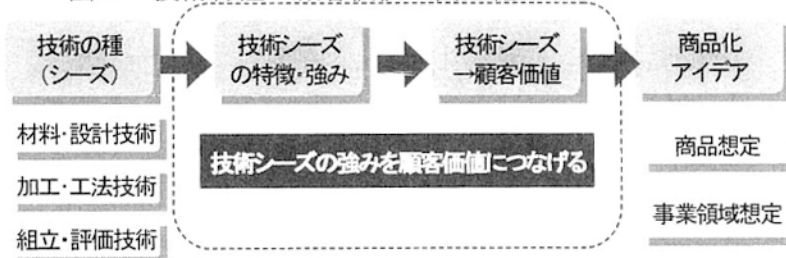 技術の種
(シーズ)
技術シーズ
の特徴・強み
技術シーズ
→顧客価値
商品化
アイデア
材料・設計技術
加工・工法技術
組立・評価技術
技術シーズの強みを顧客価値につなげる
商品想定
事業領域想定